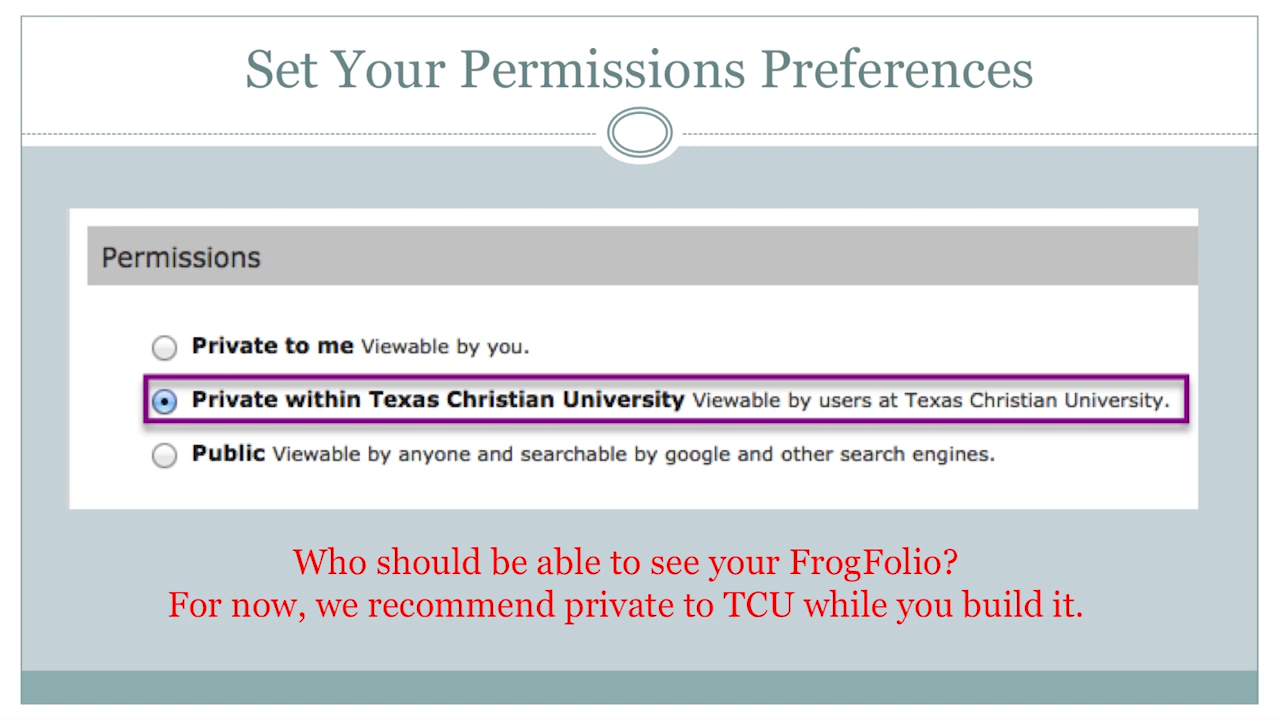 Set Your Permissions Preferences
Permissions
Private to me Viewable by you.
Private within Texas Christian University Viewable by users at Texas Christian University.
Public Viewable by anyone and searchable by google and other search engines.
Who should be able to see your FrogFolio?
For now, we recommend private to TCU while you build it.